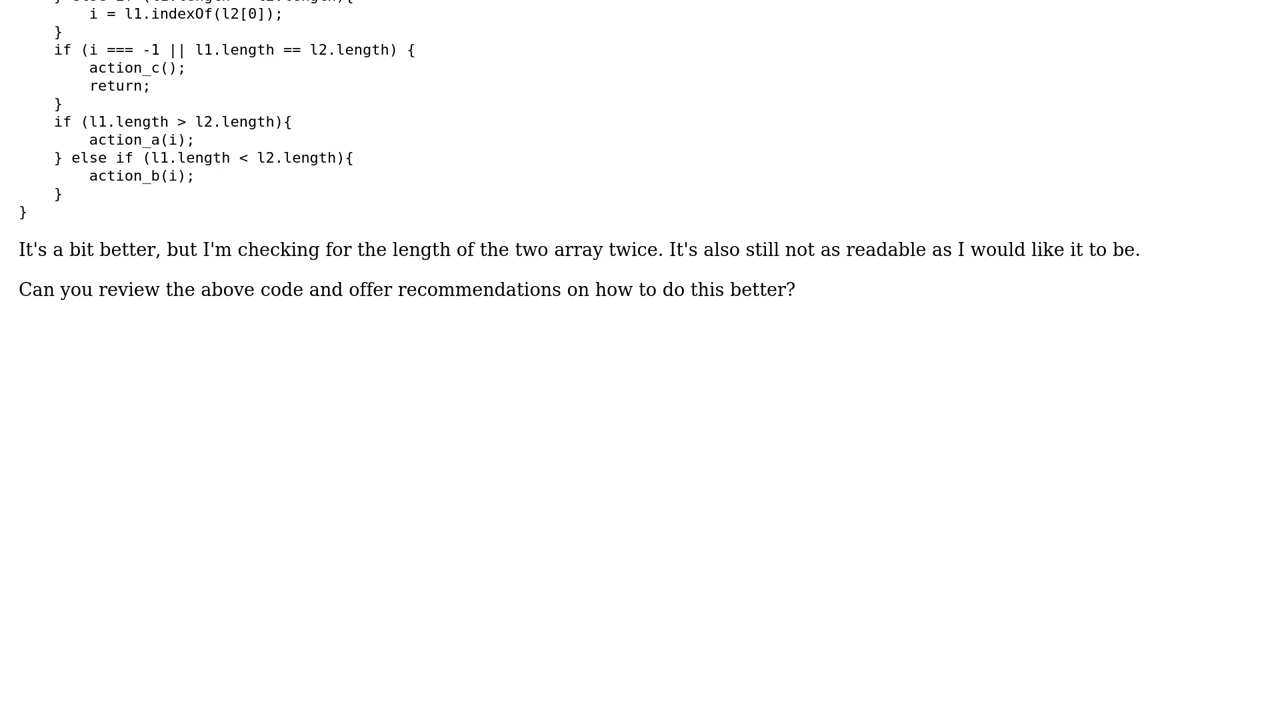 i = l1.indexOf(l2[0]);
    }
    if (i === -1 || l1.length == l2.length) {
        action_c();
        return;
    }
    if (l1.length > l2.length){
        action_a(i);
    } else if (l1.length < l2.length){
        action_b(i);
    }
}
It's a bit better, but I'm checking for the length of the two array twice. It's also still not as readable as I would like it to be.
Can you review the above code and offer recommendations on how to do this better?